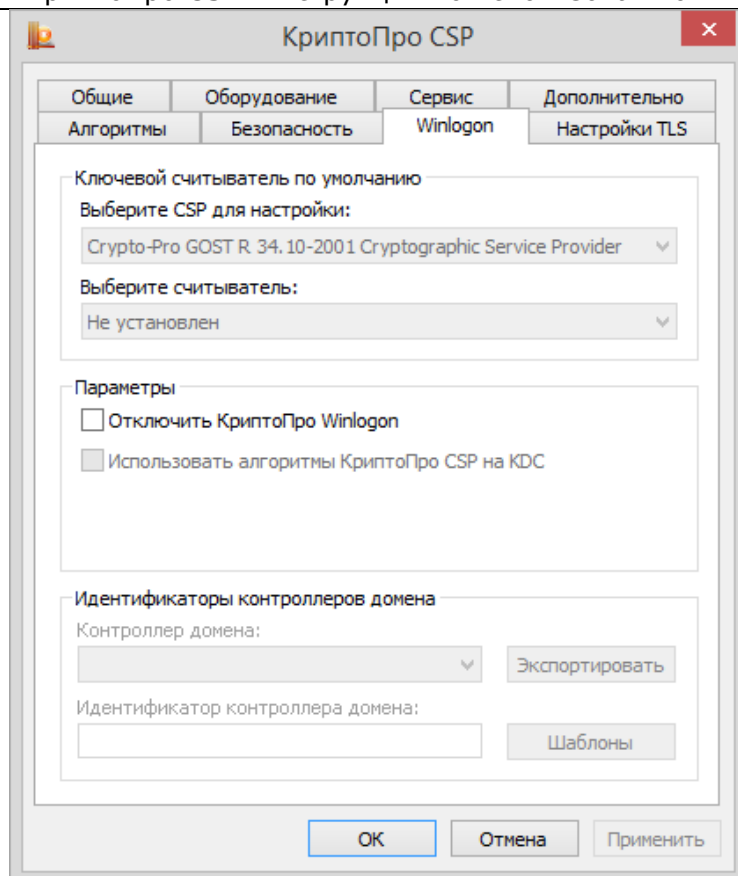 КриптоПро CSP
Общие Оборудование Сервис Дополнительно
Алгоритмы Безопасность Winlogon Настройки TLS
Ключевой считыватель по умолчанию
Выберите CSP для настройки:
Crypto-Pro GOST R 34.10-2001 Cryptographic Service Provider
Выберите считыватель:
Не установлен
Параметры
Отключить КриптоПро Winlogon
Использовать алгоритмы КриптоПро CSP на KDC
Идентификаторы контроллеров домена
Контроллер домена:
Экспортировать
Идентификатор контроллера домена:
Шаблоны
ОК Отмена Применить